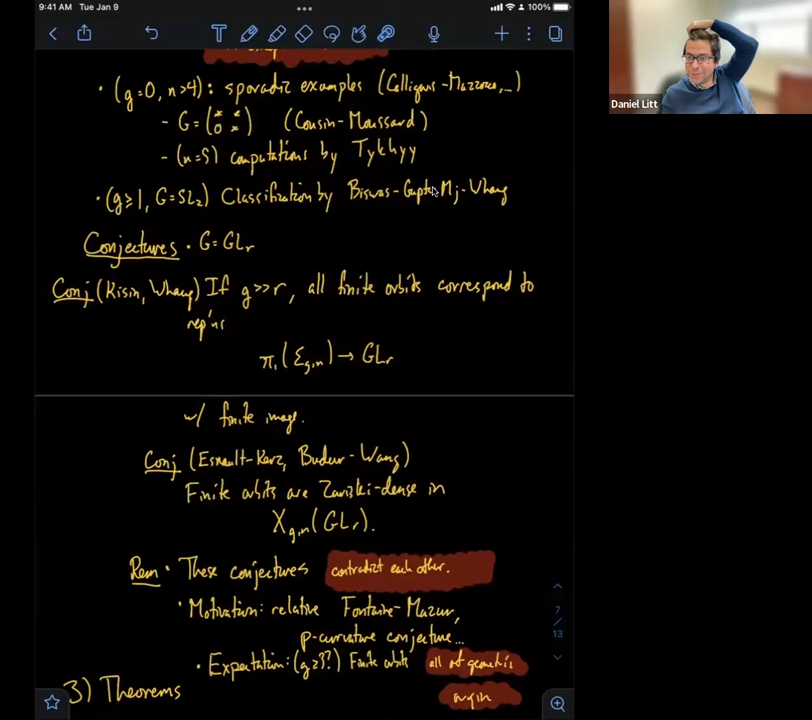 9:41 AM Tue Jan 9
100%
Daniel Litt
• (g=0, n>4): sporadic examples (Calligaris-Mazzocco,...)
- G=(* * 0 *) (Cousin-Moussard)
- (n=5) computations by Tykhyy
• (g≥1, G=SL₂) Classification by Biswas-Gupta-Mj-Whang
Conjectures • G=GLᵣ
Conj (Kisin, Whang) If g>>r, all finite orbits correspond to
rep'ns
π₁(Σg,n) → GLᵣ
w/ finite image.
Conj (Esnault-Kerz, Budur-Wang)
Finite orbits are Zariski-dense in
Xg,n(GLᵣ).
Rem • These conjectures contradict each other.
• Motivation: relative Fontaine-Mazur,
p-curvature conjecture...
• Expectation: (g≥??) Finite orbits all of geometric
origin
7
13
3) Theorems